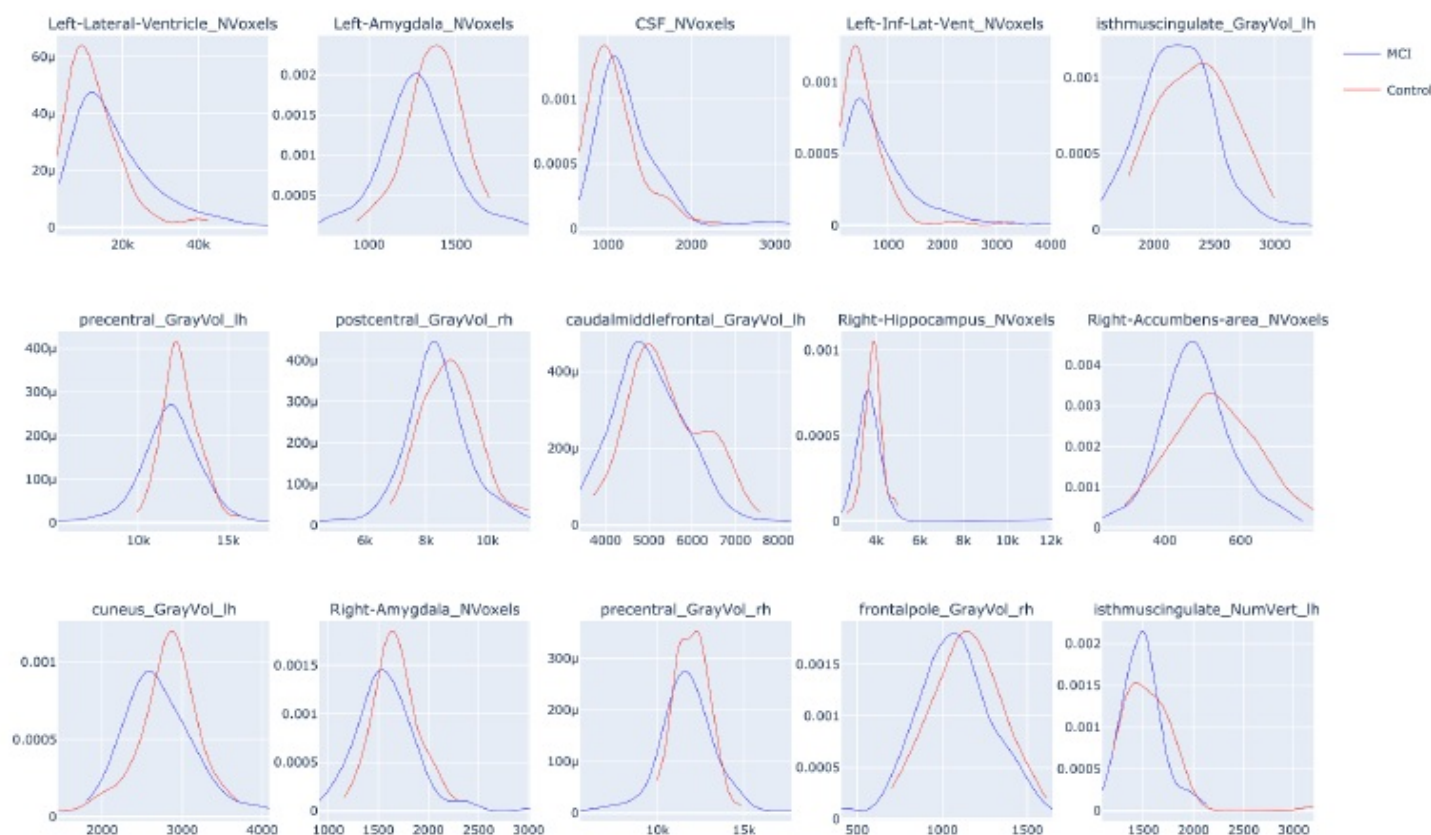 Left-Lateral-Ventricle_NVoxels Left-Amygdala_NVoxels CSF_NVoxels Left-Inf-Lat-Vent_NVoxels isthmuscingulate_GrayVol_lh
60µ
40µ
20µ
0
20k 40k
0.002
0.0015
0.001
0.0005
1000 1500
0.001
0.0005
0
1000 2000 3000
0.001
0.0005
0
1000 2000 3000 4000
0.001
0.0005
0
2000 2500 3000
MCI
Control
precentral_GrayVol_lh postcentral_GrayVol_rh caudalmiddlefrontal_GrayVol_lh Right-Hippocampus_NVoxels Right-Accumbens-area_NVoxels
400µ
300µ
200µ
100µ
0
10k 15k
400µ
300µ
200µ
100µ
0
6k 8k 10k
400µ
200µ
0
4000 5000 6000 7000 8000
0.001
0.0005
0
4k 6k 8k 10k 12k
0.004
0.003
0.002
0.001
0
400 600
cuneus_GrayVol_lh Right-Amygdala_NVoxels precentral_GrayVol_rh frontalpole_GrayVol_rh isthmuscingulate_NumVert_lh
0.001
0.0005
0
2000 3000 4000
0.0015
0.001
0.0005
0
1000 1500 2000 2500 3000
300µ
200µ
100µ
0
10k 15k
0.0015
0.001
0.0005
0
500 1000 1500
0.002
0.0015
0.001
0.0005
0
1500 2000 2500 3000